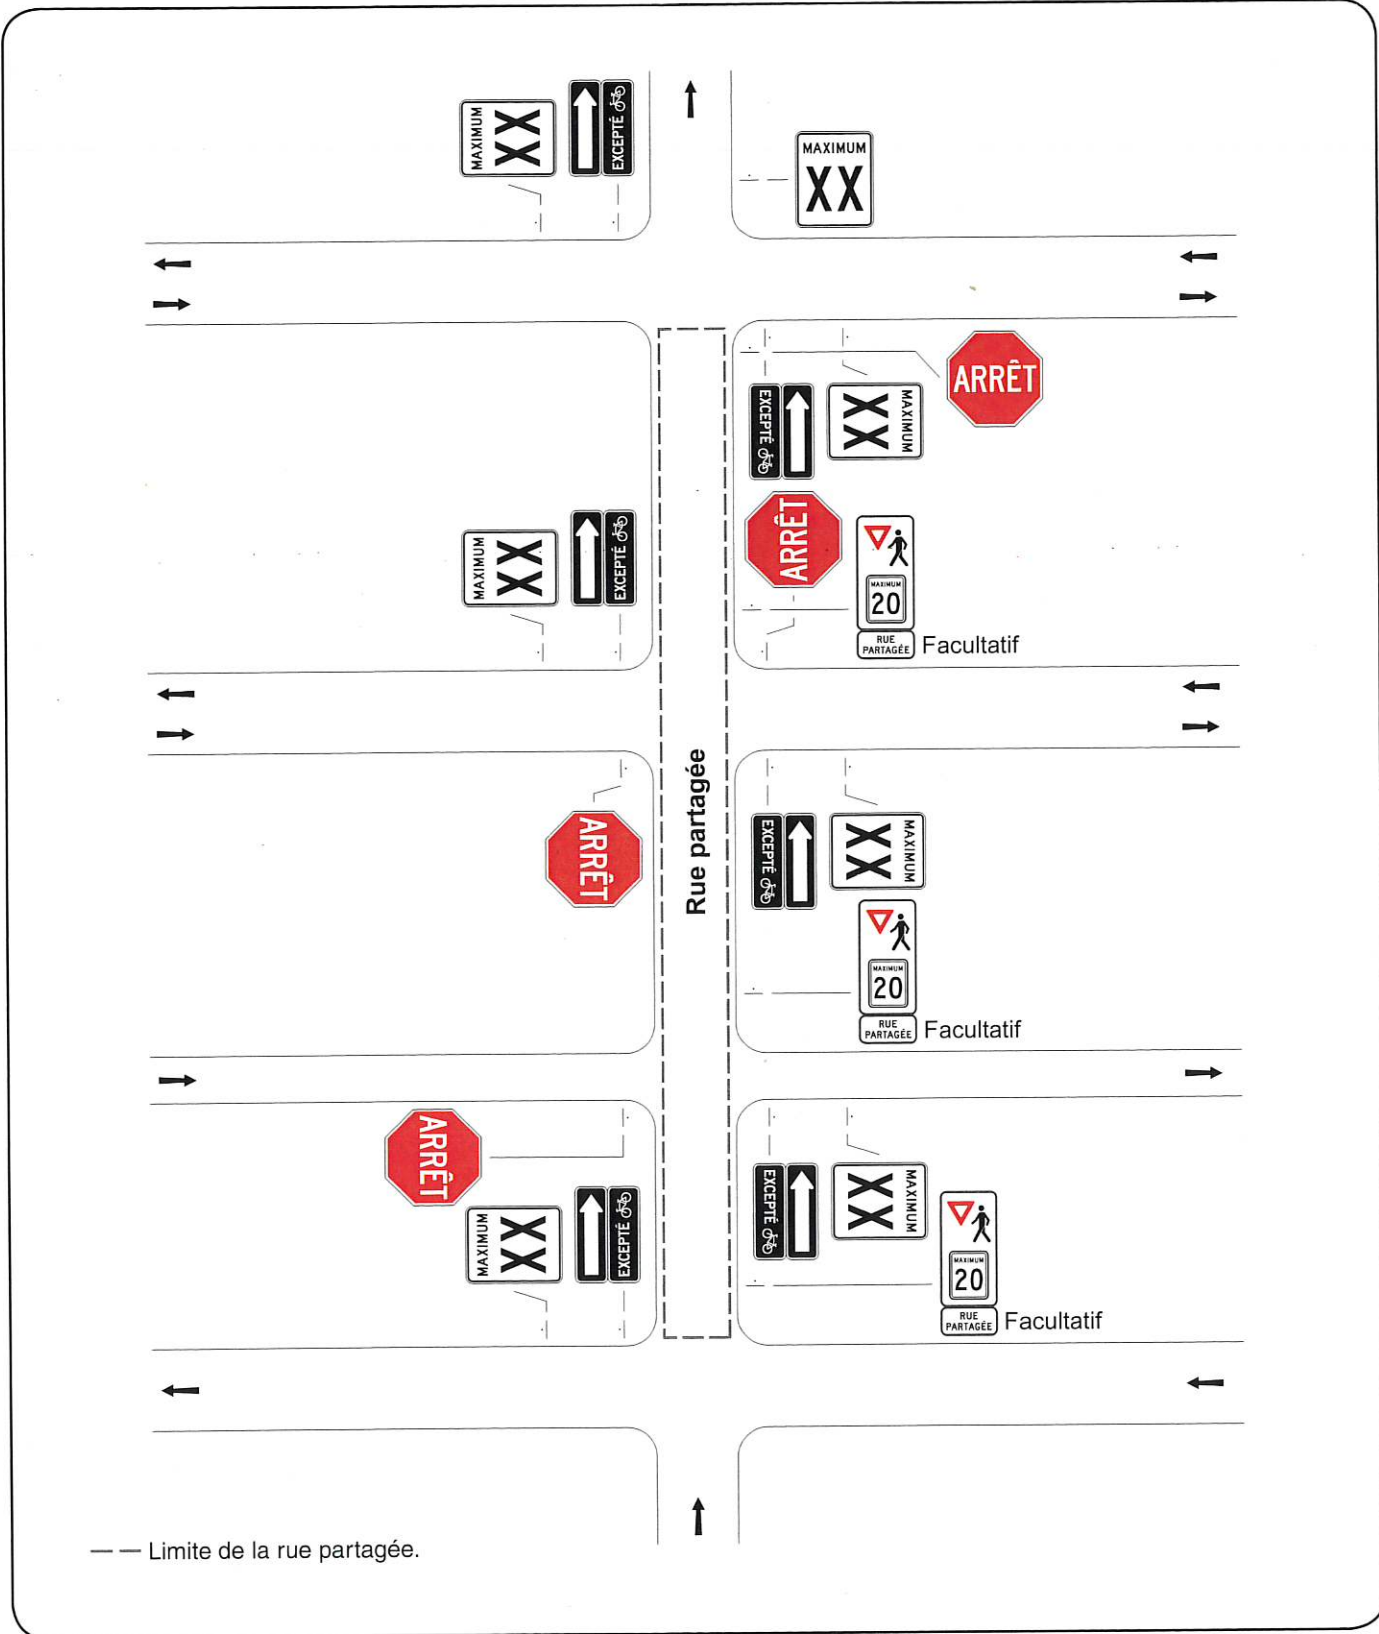 MAXIMUM
XX
EXCEPTÉ
MAXIMUM
XX
ARRÊT
EXCEPTÉ
MAXIMUM
XX
MAXIMUM
XX
EXCEPTÉ
ARRÊT
MAXIMUM
20
RUE
PARTAGÉE
Facultatif
Rue partagée
ARRÊT
EXCEPTÉ
MAXIMUM
XX
MAXIMUM
20
RUE
PARTAGÉE
Facultatif
ARRÊT
MAXIMUM
XX
EXCEPTÉ
EXCEPTÉ
MAXIMUM
XX
MAXIMUM
20
RUE
PARTAGÉE
Facultatif
Limite de la rue partagée.